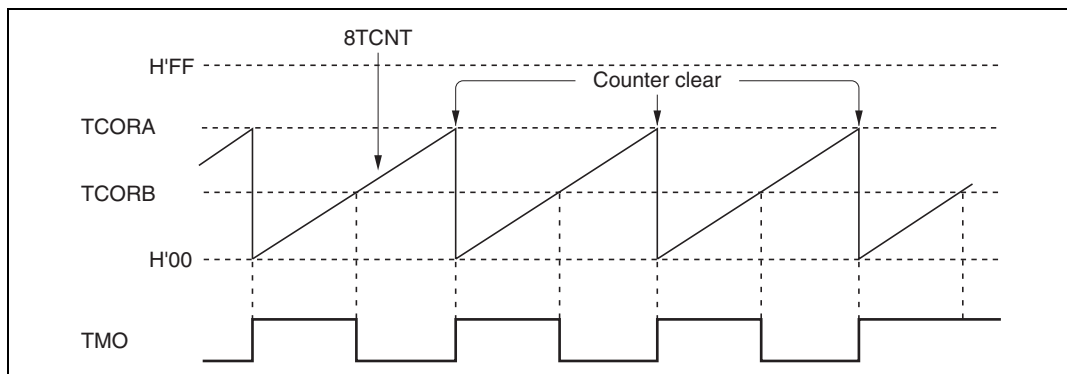 8TCNT
H'FF
Counter clear
TCORA
TCORB
H'00
TMO